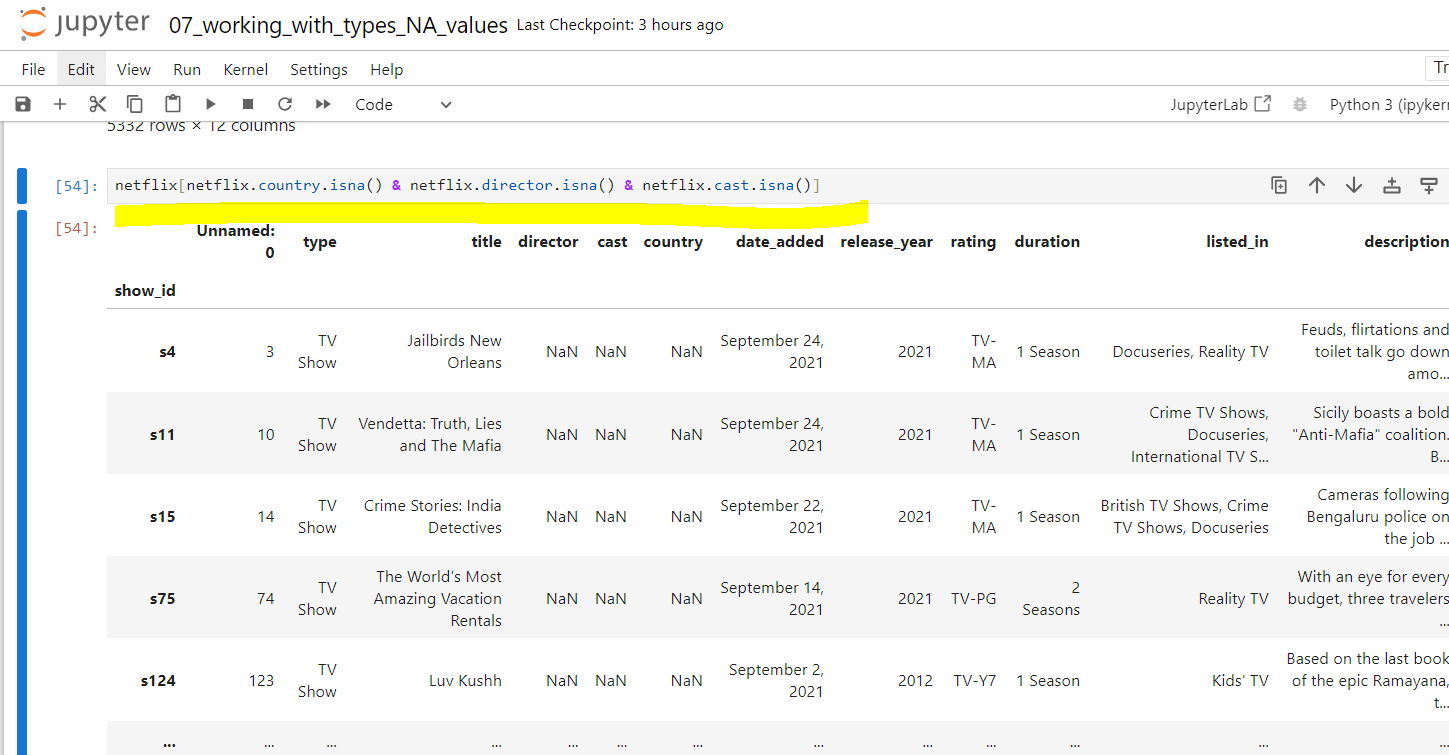 jupyter 07_working_with_types_NA_values Last Checkpoint: 3 hours ago
File Edit View Run Kernel Settings Help Tr
Code JupyterLab Python 3 (ipykern
5332 rows × 12 columns
[54]: netflix[netflix.country.isna() & netflix.director.isna() & netflix.cast.isna()]
[54]: Unnamed: 0 type title director cast country date_added release_year rating duration listed_in description
show_id
s4 3 TV Show Jailbirds New Orleans NaN NaN NaN September 24, 2021 2021 TV-MA 1 Season Docuseries, Reality TV Feuds, flirtations and toilet talk go down amo...
s11 10 TV Show Vendetta: Truth, Lies and The Mafia NaN NaN NaN September 24, 2021 2021 TV-MA 1 Season Crime TV Shows, Docuseries, International TV S... Sicily boasts a bold "Anti-Mafia" coalition. B...
s15 14 TV Show Crime Stories: India Detectives NaN NaN NaN September 22, 2021 2021 TV-MA 1 Season British TV Shows, Crime TV Shows, Docuseries Cameras following Bengaluru police on the job ...
s75 74 TV Show The World's Most Amazing Vacation Rentals NaN NaN NaN September 14, 2021 2021 TV-PG 2 Seasons Reality TV With an eye for every budget, three travelers ...
s124 123 TV Show Luv Kushh NaN NaN NaN September 2, 2021 2012 TV-Y7 1 Season Kids' TV Based on the last book of the epic Ramayana, t...
... ... ... ... ... ... ... ... ... ... ... ... ...